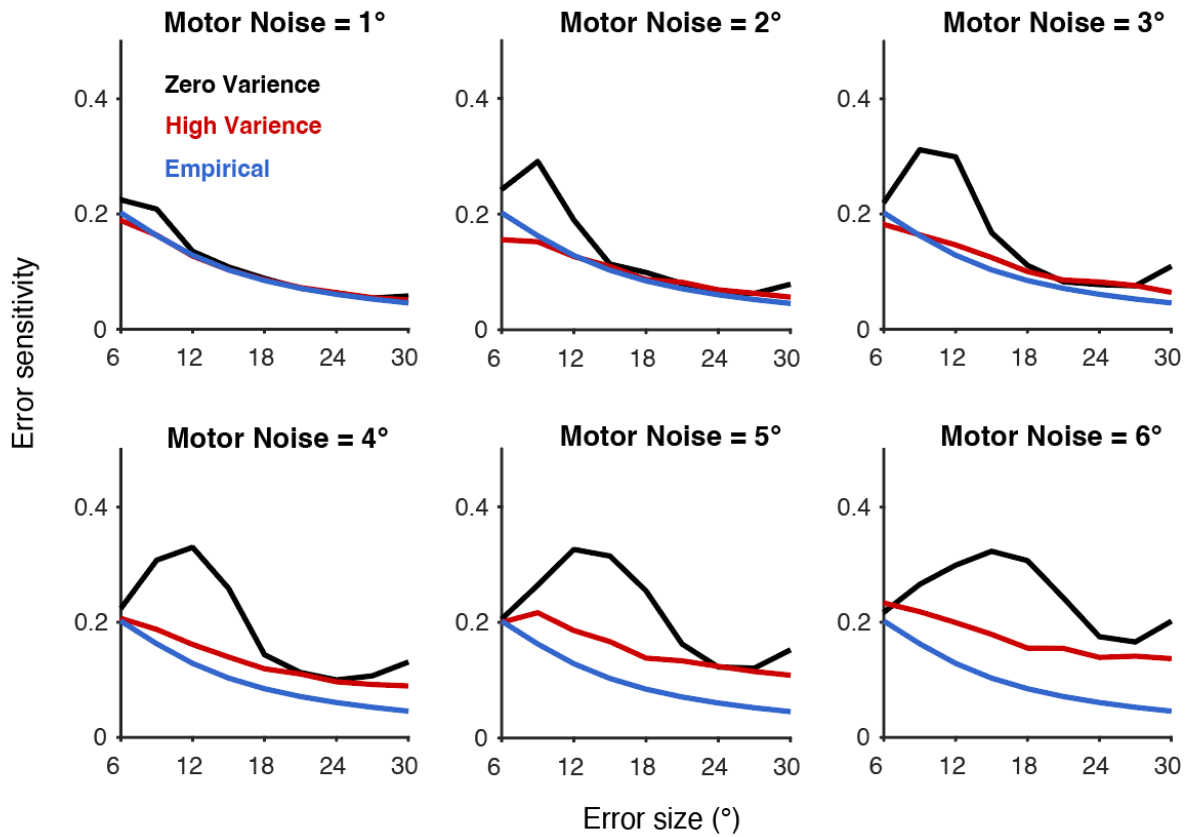 Motor Noise = 1°
Motor Noise = 2°
Motor Noise = 3°
Zero Varience
High Varience
Empirical
0.4
0.2
0
6 12 18 24 30
0.4
0.2
0
6 12 18 24 30
0.4
0.2
0
6 12 18 24 30
Error sensitivity
Motor Noise = 4°
Motor Noise = 5°
Motor Noise = 6°
0.4
0.2
0
6 12 18 24 30
0.4
0.2
0
6 12 18 24 30
0.4
0.2
0
6 12 18 24 30
Error size (°)